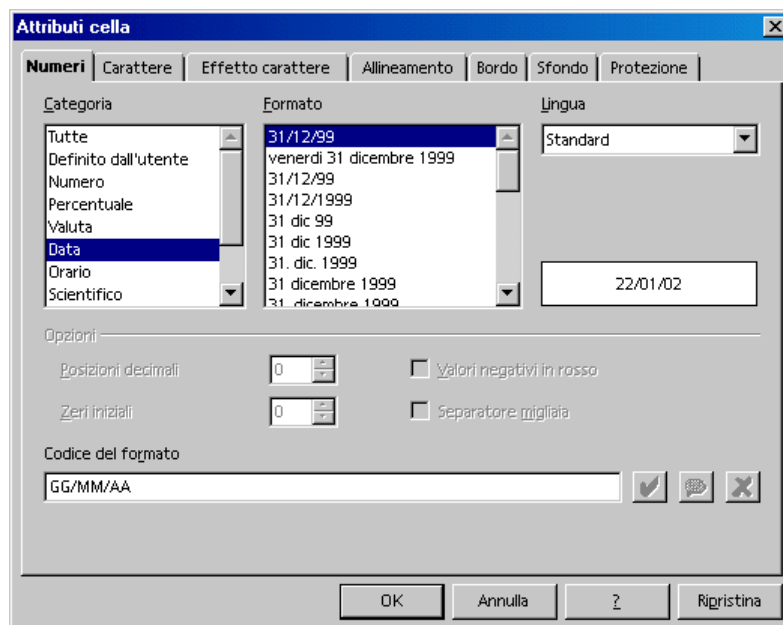 Attributi cella
Numeri Carattere Effetto carattere Allineamento Bordo Sfondo Protezione
Categoria Formato Lingua
Tutte
Definito dall'utente
Numero
Percentuale
Valuta
Data
Orario
Scientifico
31/12/99
venerdì 31 dicembre 1999
31/12/99
31/12/1999
31 dic 99
31 dic 1999
31. dic. 1999
31 dicembre 1999
31. dicembre 1999
Standard
22/01/02
Opzioni
Posizioni decimali 0 Valori negativi in rosso
Zeri iniziali 0 Separatore migliaia
Codice del formato
GG/MM/AA
OK Annulla ? Ripristina